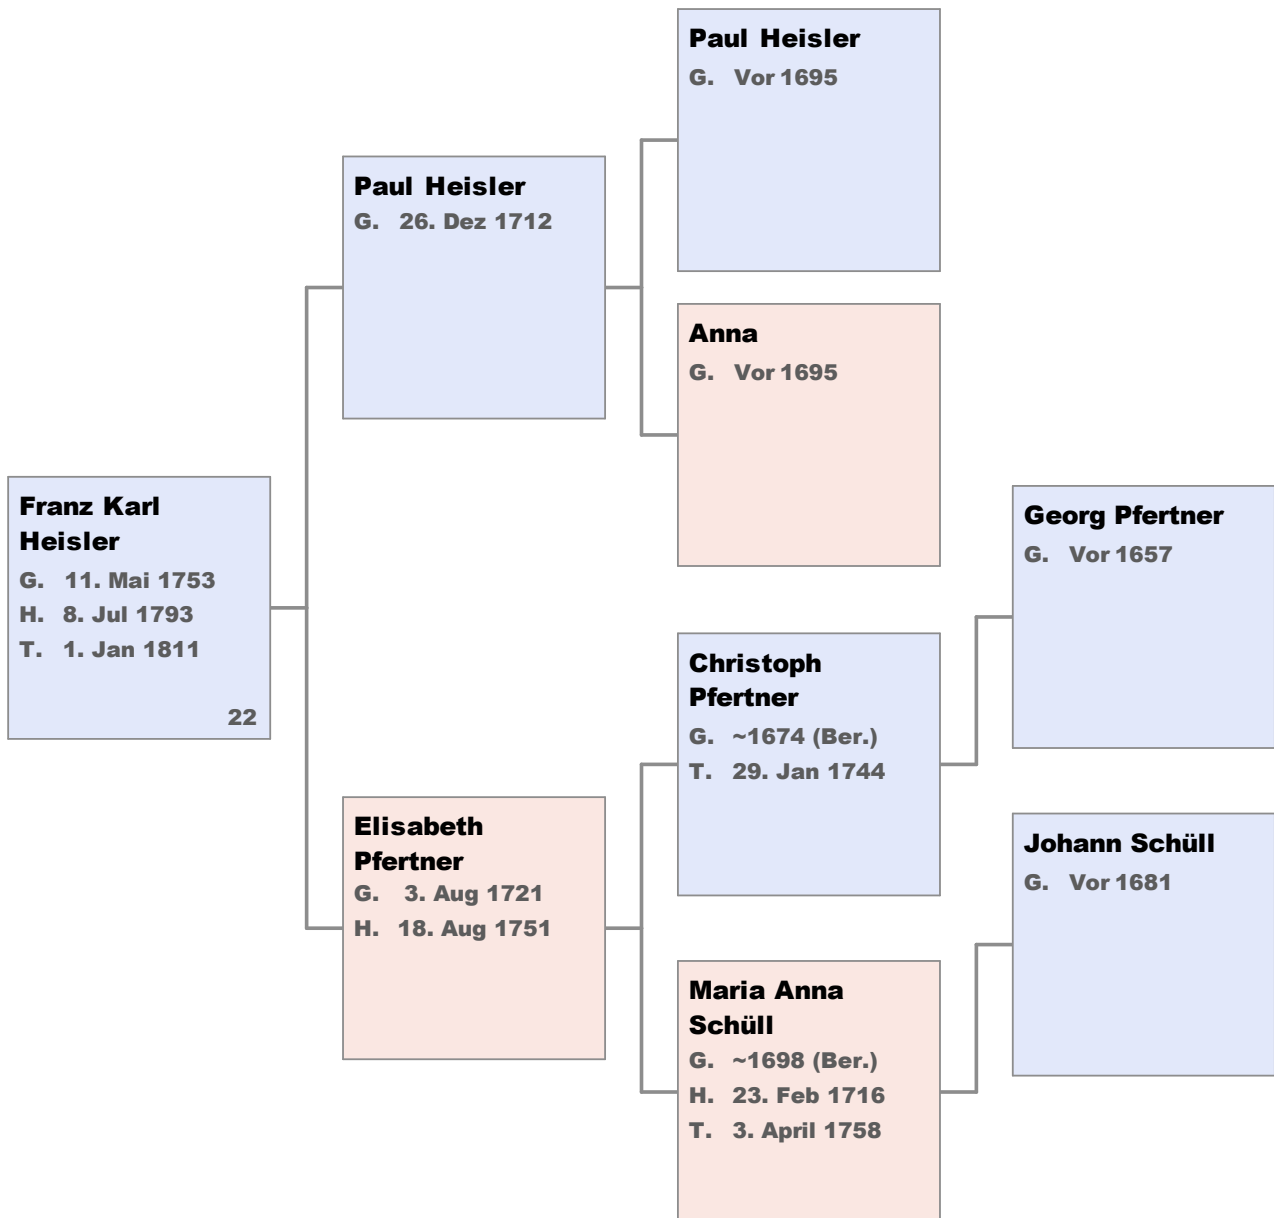 Paul Heisler
G. Vor 1695
Paul Heisler
G. 26. Dez 1712
Anna
G. Vor 1695
Franz Karl
Heisler
G. 11. Mai 1753
H. 8. Jul 1793
T. 1. Jan 1811
22
Georg Pfertner
G. Vor 1657
Christoph
Pfertner
G. ~1674 (Ber.)
T. 29. Jan 1744
Elisabeth
Pfertner
G. 3. Aug 1721
H. 18. Aug 1751
Johann Schüll
G. Vor 1681
Maria Anna
Schüll
G. ~1698 (Ber.)
H. 23. Feb 1716
T. 3. April 1758